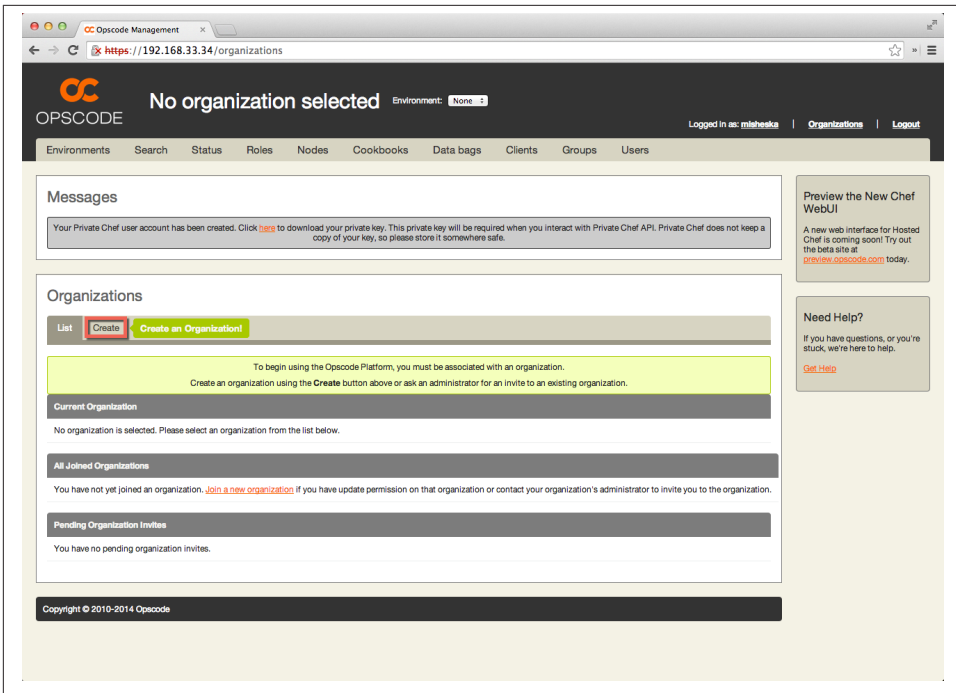 Opscode Management
https://192.168.33.34/organizations
OPSCODE
No organization selected Environment: None
Logged in as: misheska | Organizations | Logout
Environments Search Status Roles Nodes Cookbooks Data bags Clients Groups Users
Messages
Your Private Chef user account has been created. Click here to download your private key. This private key will be required when you interact with Private Chef API. Private Chef does not keep a
copy of your key, so please store it somewhere safe.
Organizations
List Create Create an Organization!
To begin using the Opscode Platform, you must be associated with an organization.
Create an organization using the Create button above or ask an administrator for an invite to an existing organization.
Current Organization
No organization is selected. Please select an organization from the list below.
All Joined Organizations
You have not yet joined an organization. Join a new organization if you have update permission on that organization or contact your organization's administrator to invite you to the organization.
Pending Organization Invites
You have no pending organization invites.
Copyright © 2010-2014 Opscode
Preview the New Chef
WebUI
A new web interface for Hosted
Chef is coming soon! Try out
the beta site at
preview.opscode.com today.
Need Help?
If you have questions, or you're
stuck, we're here to help.
Get Help